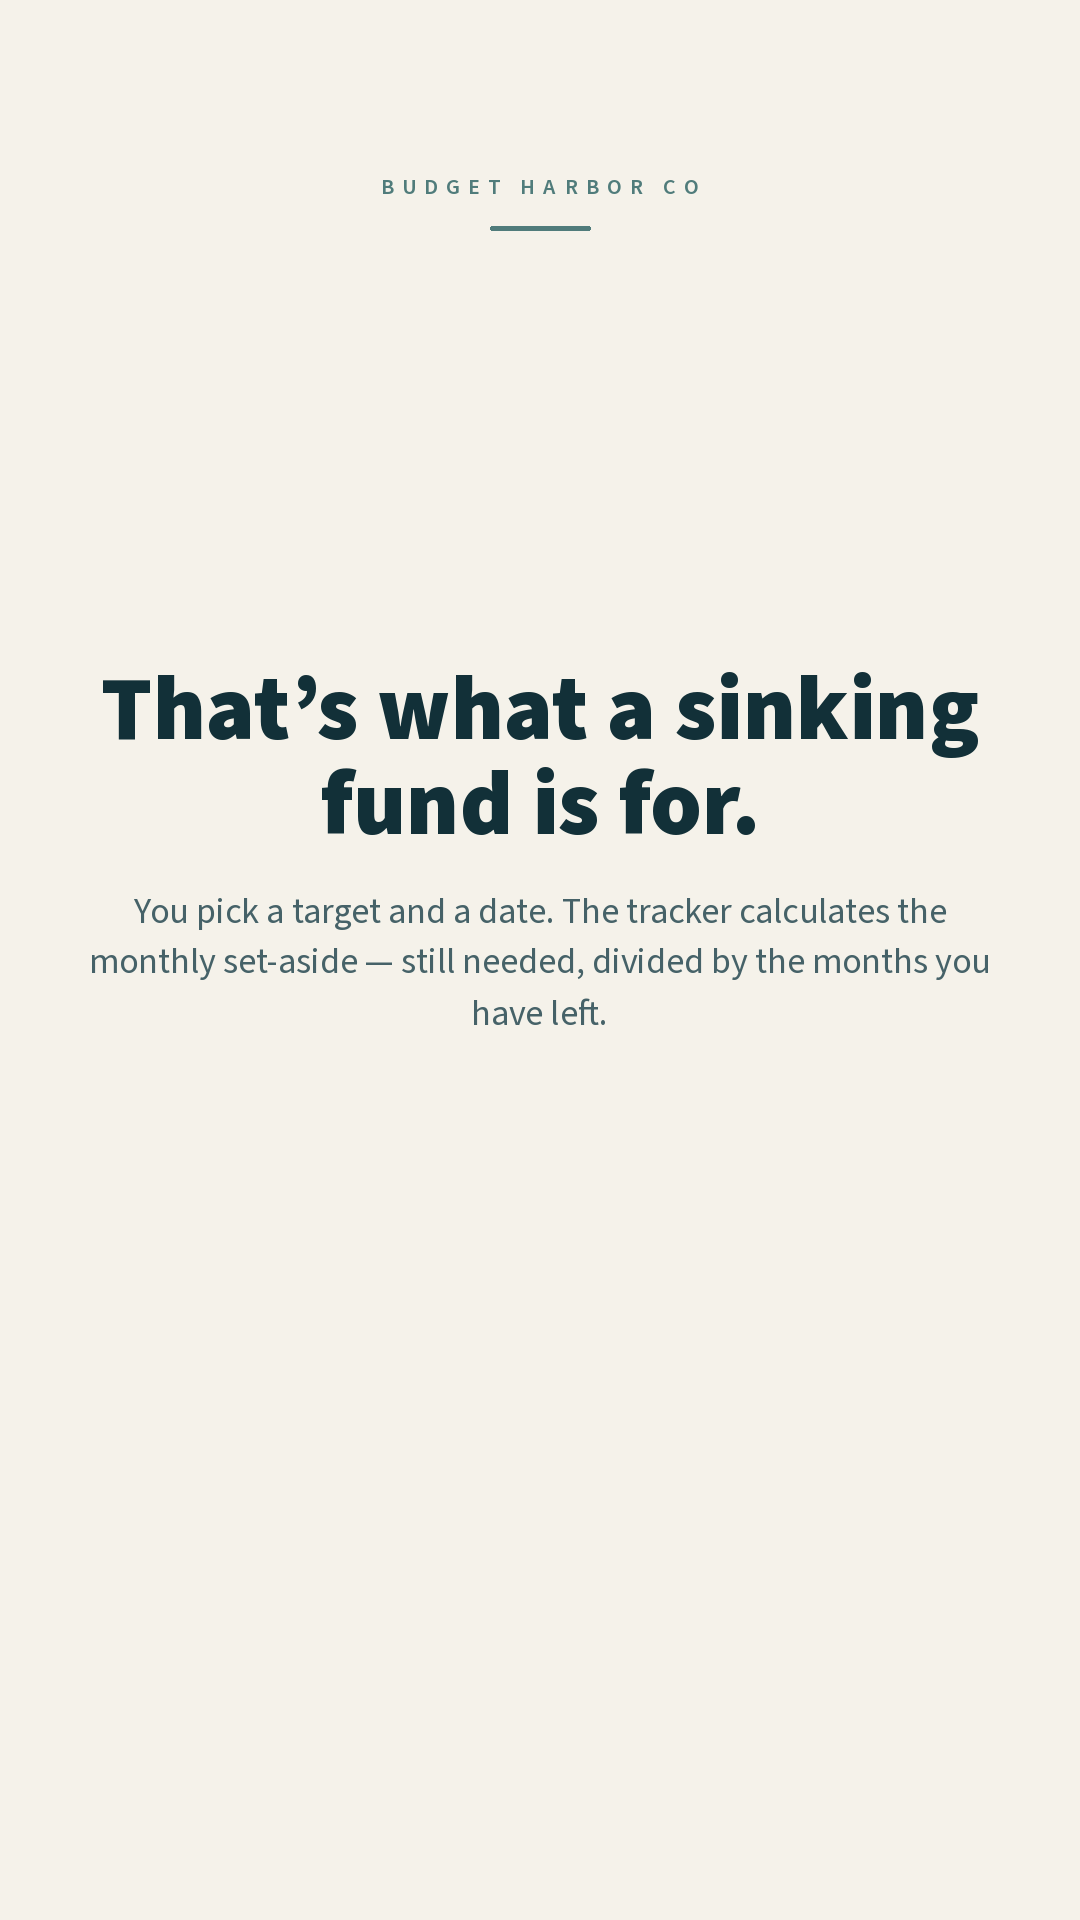 BUDGET HARBOR CO
That’s what a sinking
fund is for.
You pick a target and a date. The tracker calculates the
monthly set-aside — still needed, divided by the months you
have left.